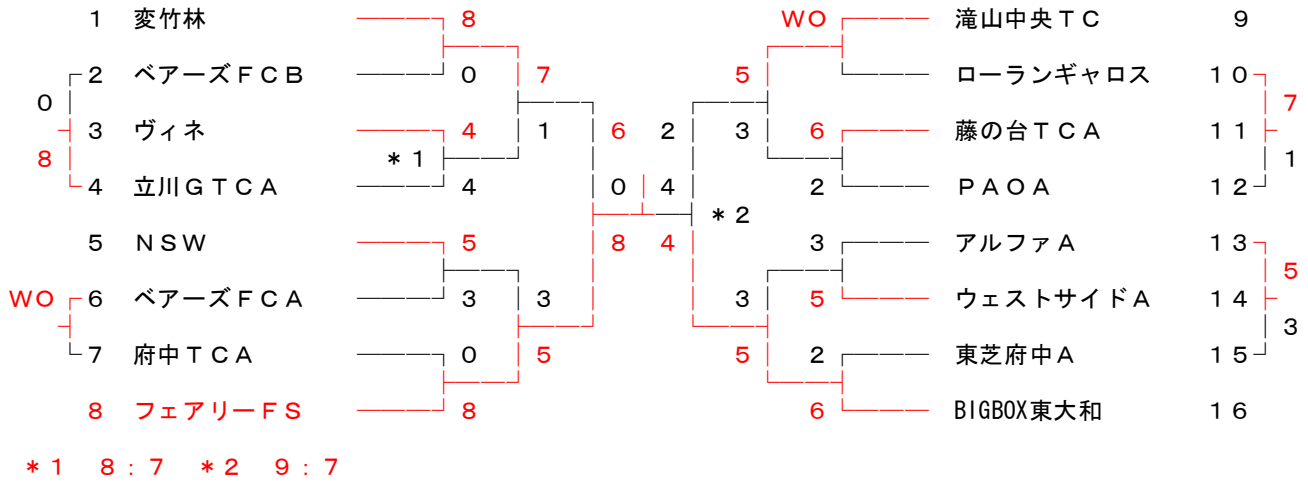 1 変竹林 8 WO 滝山中央ＴＣ 9
2 ベアーズＦＣＢ 0 7 5 ローランギャロス 10
0 7
3 ヴィネ 4 1 6 2 3 6 藤の台ＴＣＡ 11
8 *1 1
4 立川ＧＴＣＡ 4 0 4 2 ＰＡＯＡ 12
*2
5 ＮＳＷ 5 8 4 3 アルファＡ 13
5
WO 6 ベアーズＦＣＡ 3 3 3 5 ウェストサイドＡ 14
3
7 府中ＴＣＡ 0 5 5 2 東芝府中Ａ 15
8 フェアリーＦＳ 8 6 BIGBOX東大和 16
*1 8:7 *2 9:7